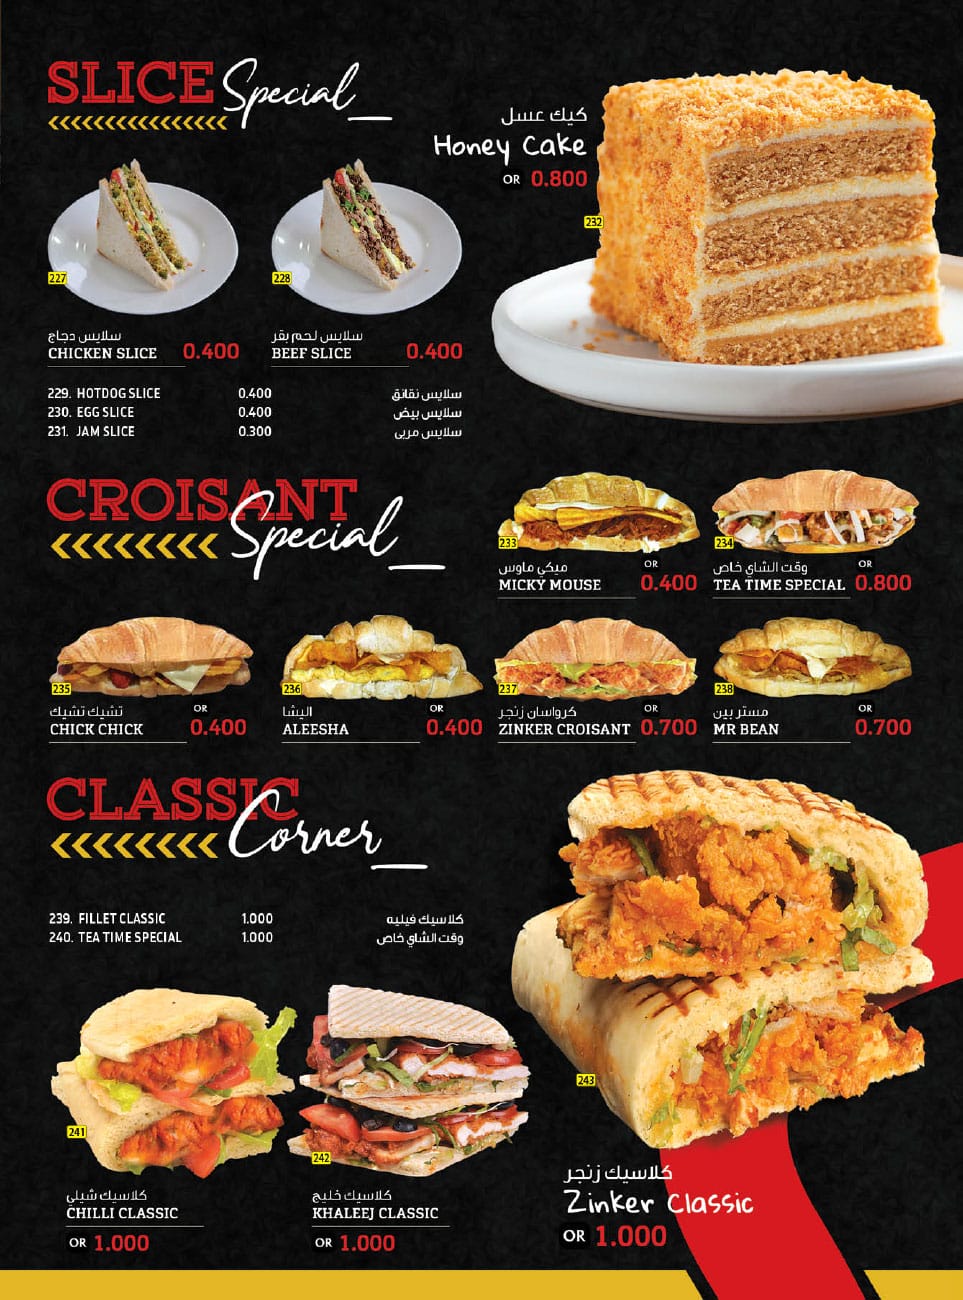 SLICE Special
كيك عسل
Honey Cake
OR 0.800
232
227
228
سلايس دجاج
CHICKEN SLICE 0.400
سلايس لحم بقر
BEEF SLICE 0.400
229. HOTDOG SLICE 0.400 سلايس نقانق
230. EGG SLICE 0.400 سلايس بيض
231. JAM SLICE 0.300 سلايس مربى
CROISANT
Special
233
ميكي ماوس
MICKY MOUSE OR 0.400
234
وقت الشاي خاص
TEA TIME SPECIAL OR 0.800
235
تشيك تشيك
CHICK CHICK OR 0.400
236
اليشا
ALEESHA OR 0.400
237
كرواسان زنجر
ZINKER CROISANT OR 0.700
238
مستر بين
MR BEAN OR 0.700
CLASSIC
Corner
239. FILLET CLASSIC 1.000 كلاسيك فيليه
240. TEA TIME SPECIAL 1.000 وقت الشاي خاص
241
كلاسيك شيلي
CHILLI CLASSIC
OR 1.000
242
كلاسيك خليج
KHALEEJ CLASSIC
OR 1.000
243
كلاسيك زنجر
Zinker Classic
OR 1.000